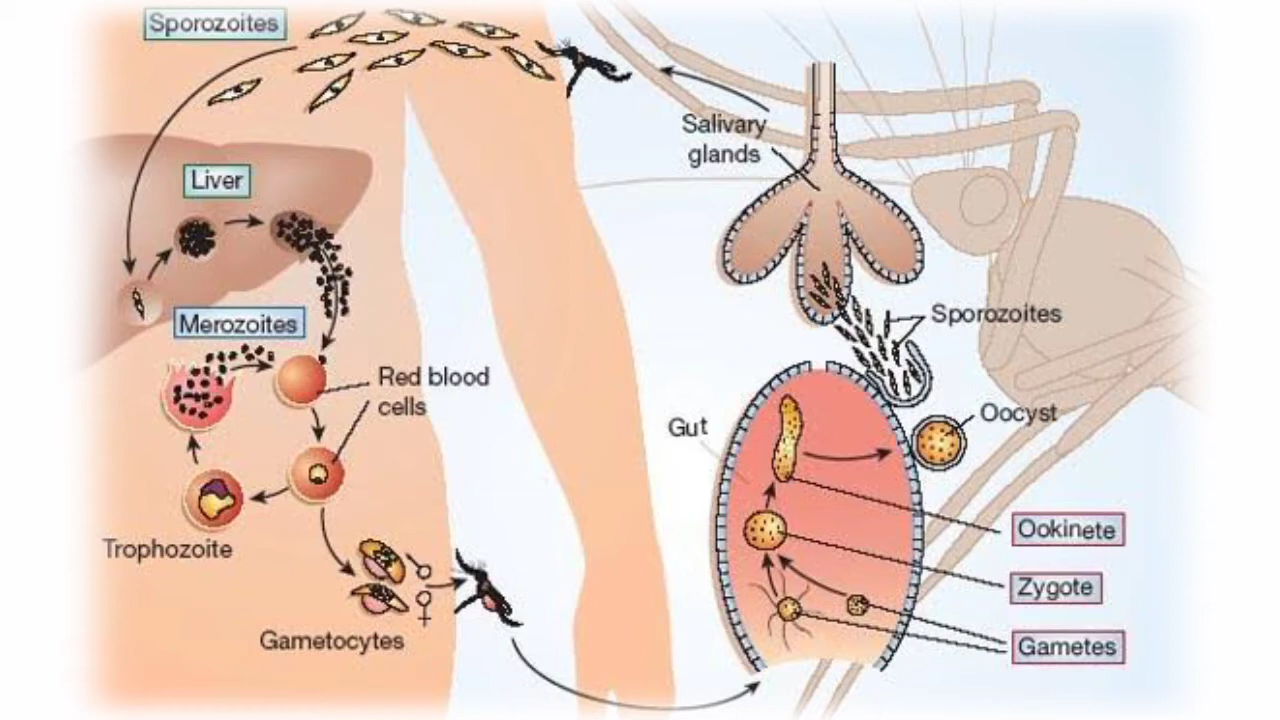 Sporozoites
Salivary
glands
Liver
Merozoites
Sporozoites
Red blood
cells
Gut
Oocyst
Trophozoite
Ookinete
Zygote
Gametocytes
Gametes